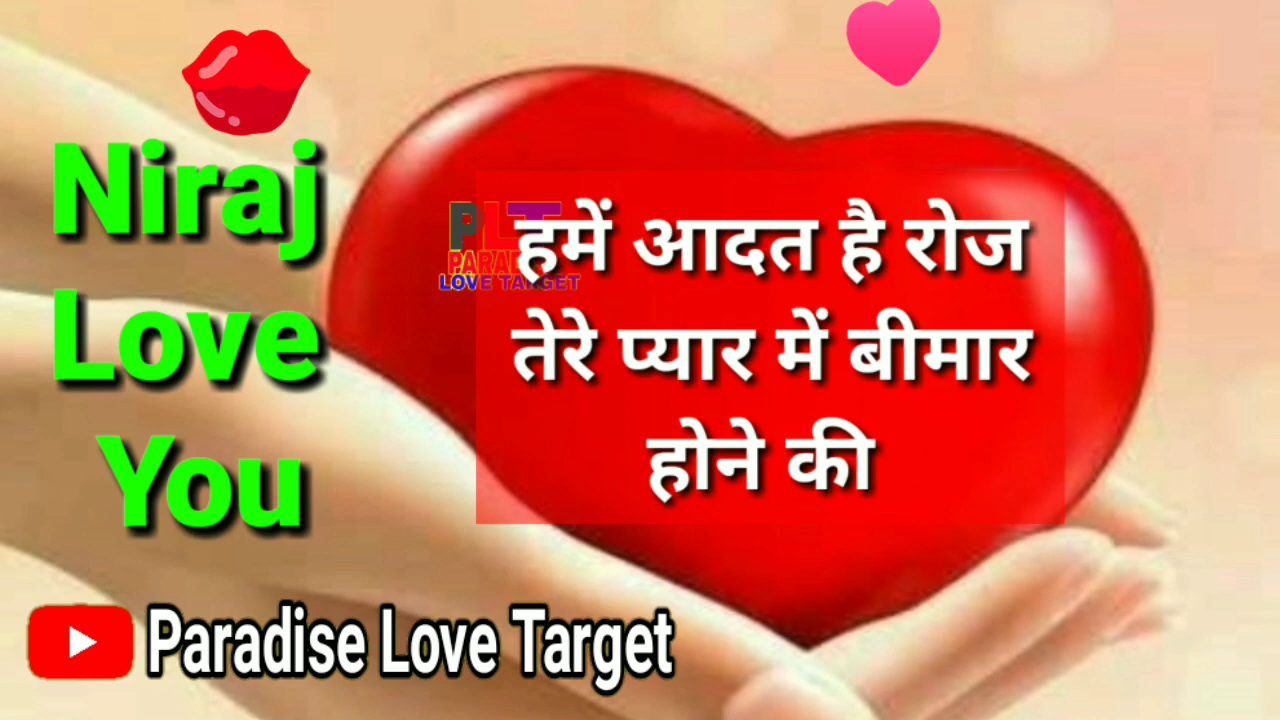 Niraj
Love
You
PLT
LOVE TARGET
हमें आदत है रोज
तेरे प्यार में बीमार
होने की
Paradise Love Target